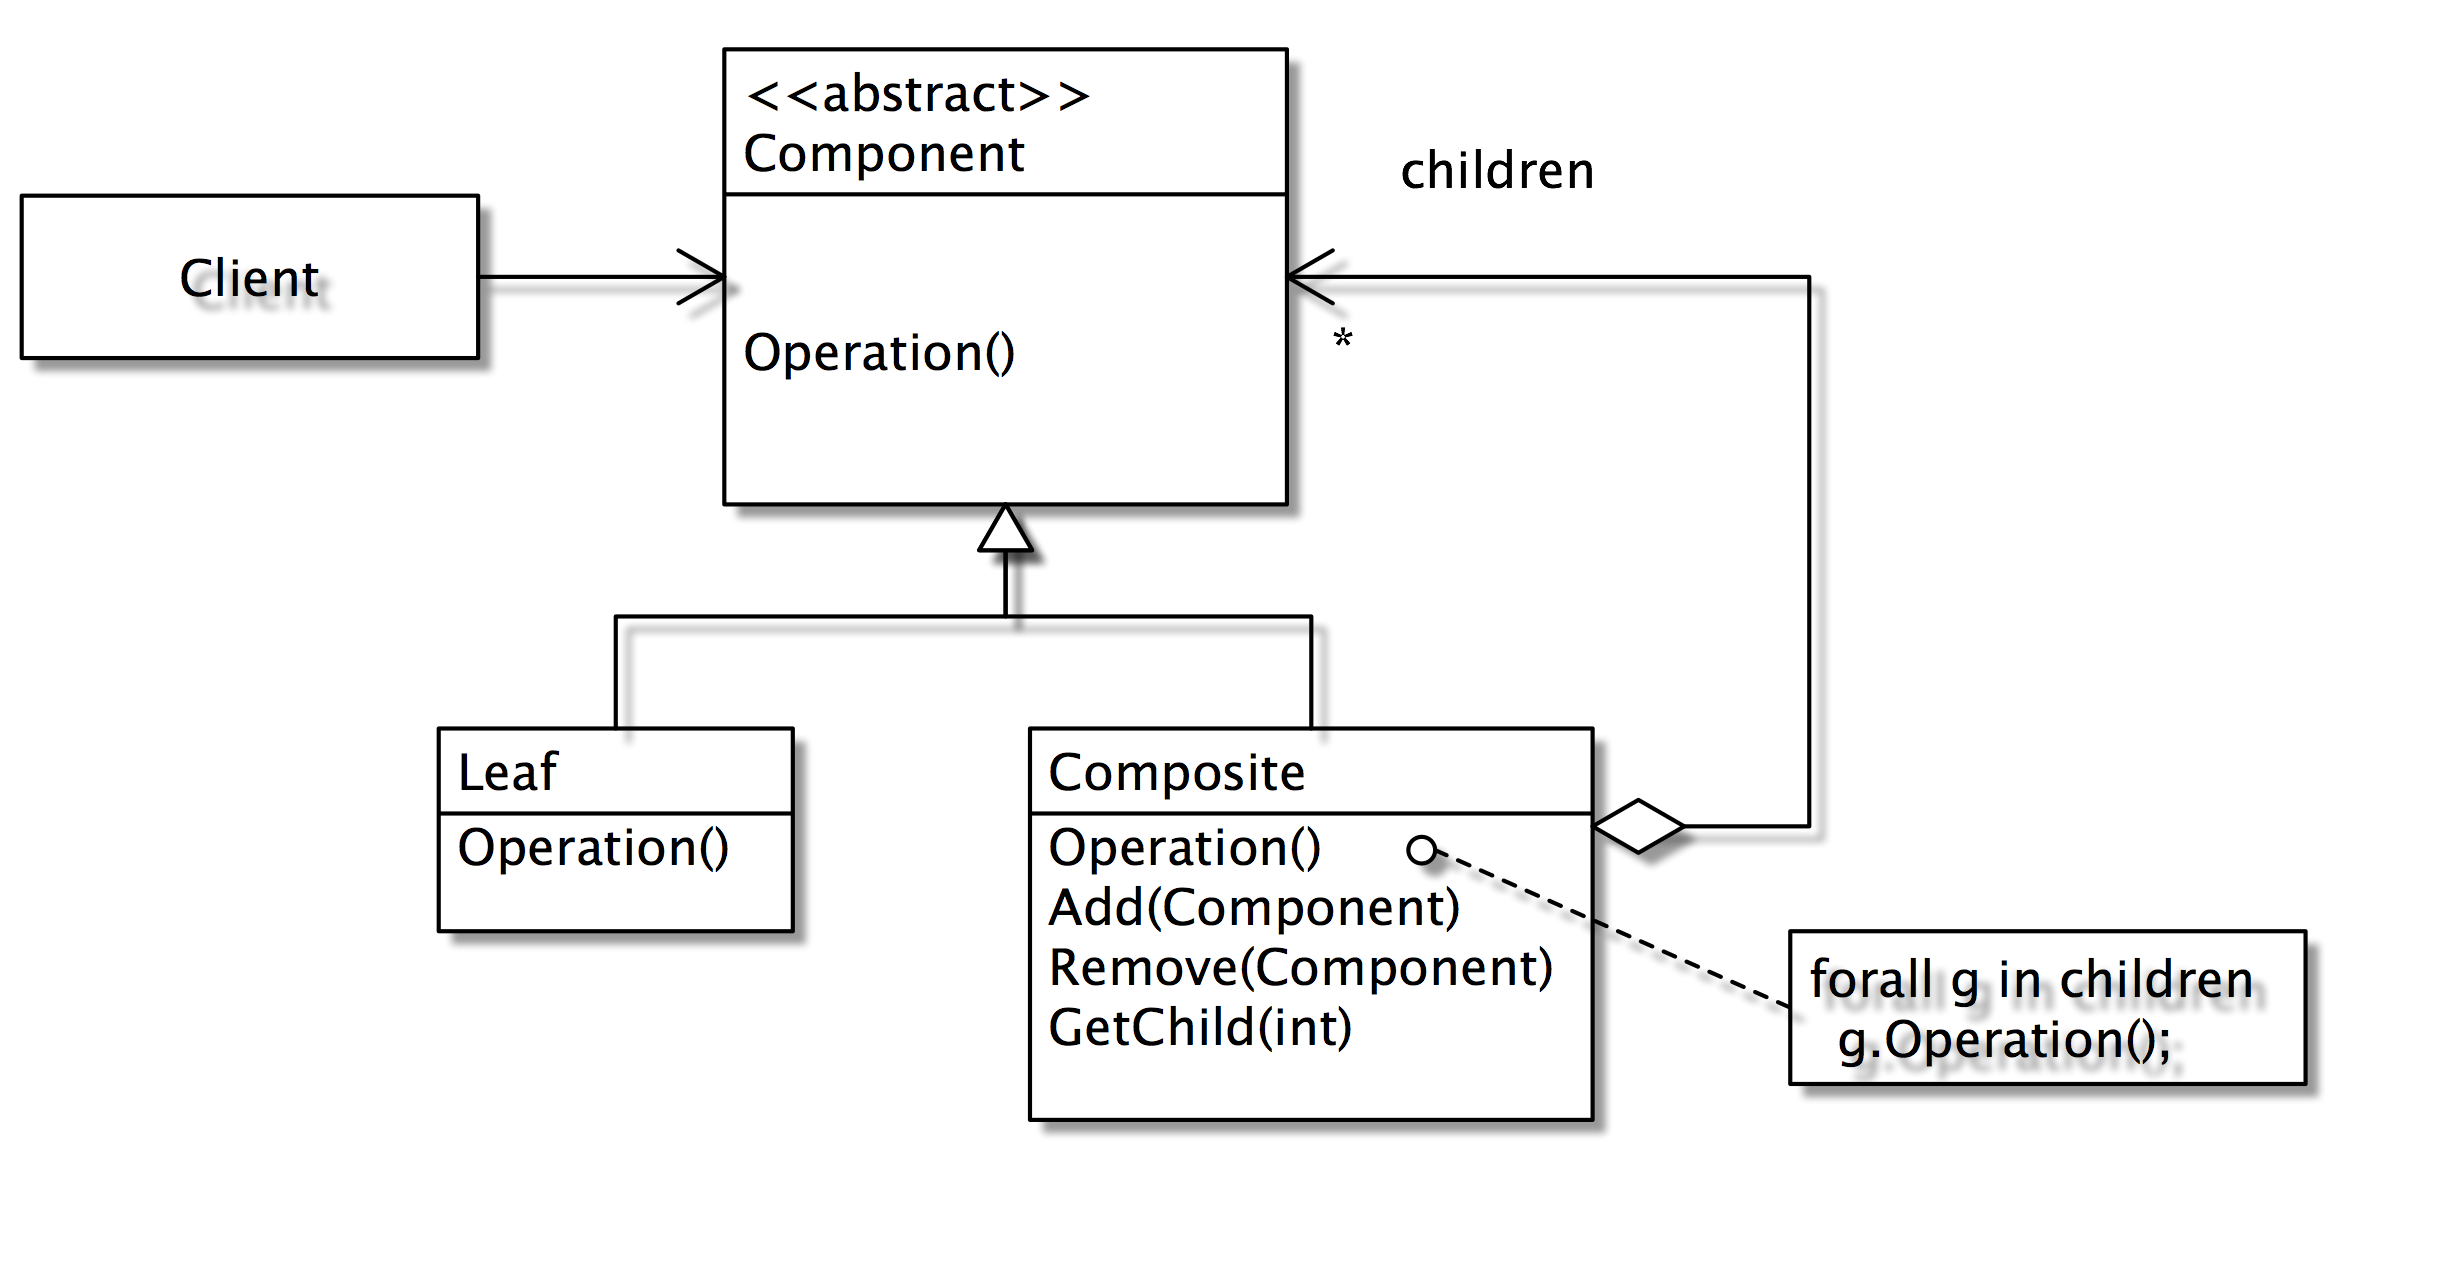 <<abstract>>
Component
Operation()
Client
children
*
Leaf
Operation()
Composite
Operation()
Add(Component)
Remove(Component)
GetChild(int)
forall g in children
g.Operation();